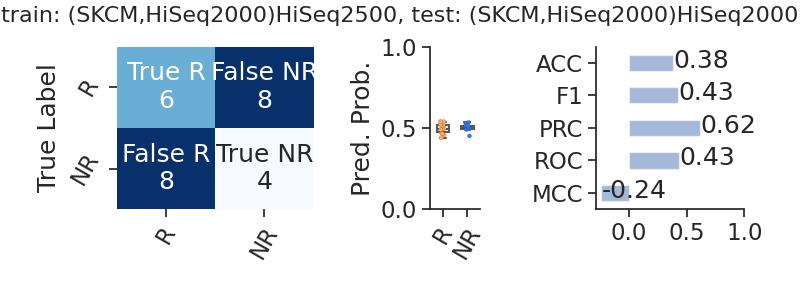 train: (SKCM,HiSeq2000)HiSeq2500, test: (SKCM,HiSeq2000)HiSeq2000
True Label
R
NR
True R
6
False NR
8
False R
8
True NR
4
R
NR
Pred. Prob.
1.0
0.5
0.0
R
NR
ACC
0.38
F1
0.43
PRC
0.62
ROC
0.43
MCC
-0.24
0.0
0.5
1.0